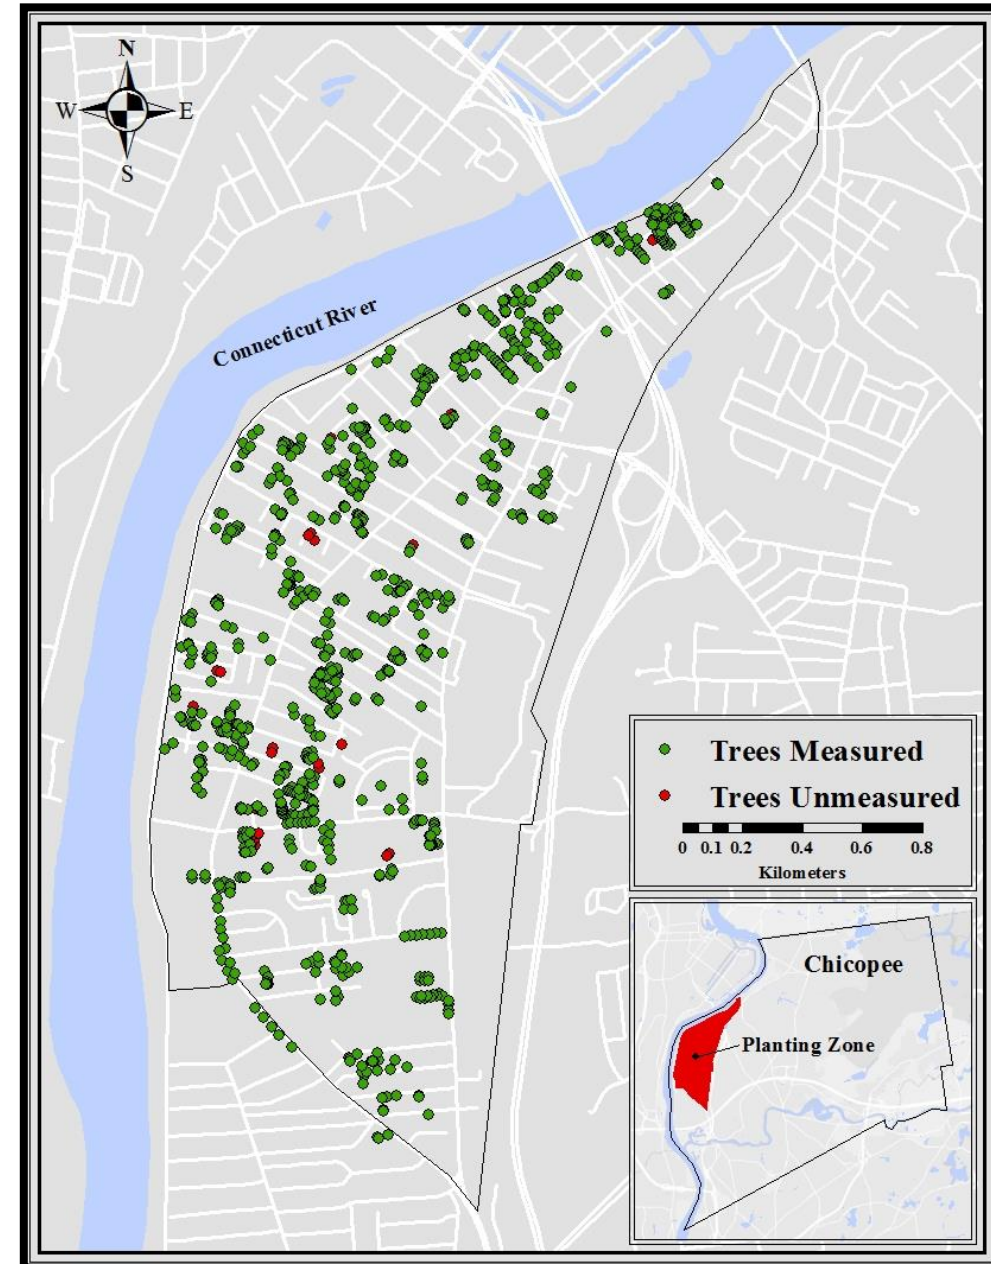 N
W E
S
Connecticut River
Trees Measured
Trees Unmeasured
0 0.1 0.2 0.4 0.6 0.8
Kilometers
Chicopee
Planting Zone